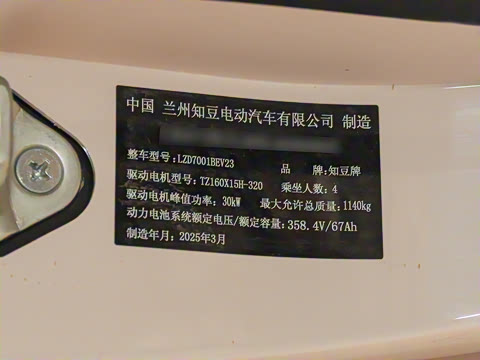 中国 兰州知豆电动汽车有限公司 制造
整车型号:LZD7001BEV23 品 牌:知豆牌
驱动电机型号:TZ160X15H-320 乘坐人数:4
驱动电机峰值功率:30kW 最大允许总质量:1140kg
动力电池系统额定电压/额定容量:358.4V/67Ah
制造年月:2025年3月